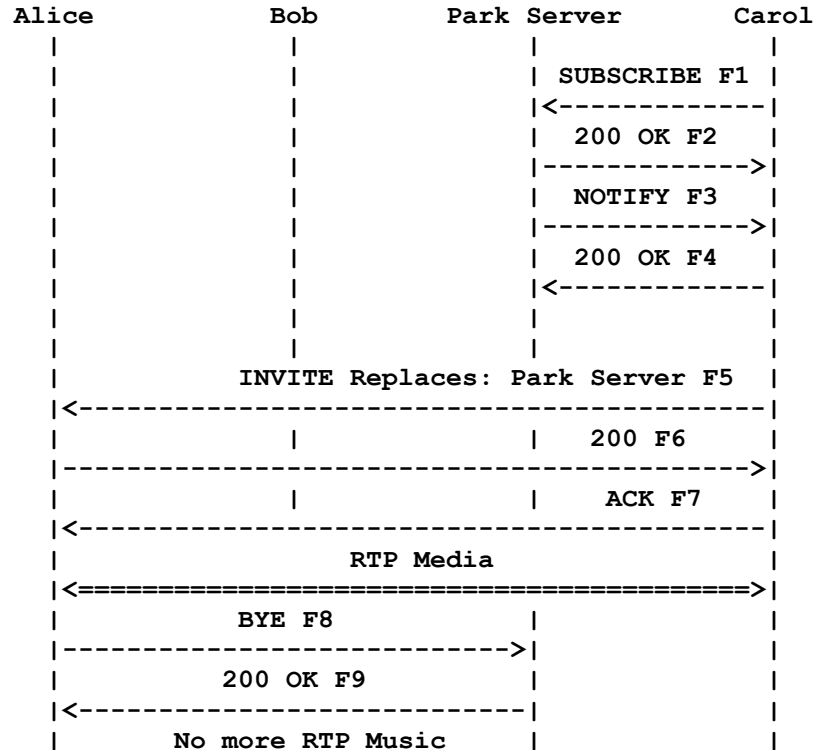 Alice Bob Park Server Carol
SUBSCRIBE F1
200 OK F2
NOTIFY F3
200 OK F4
INVITE Replaces: Park Server F5
200 F6
ACK F7
RTP Media
BYE F8
200 OK F9
No more RTP Music